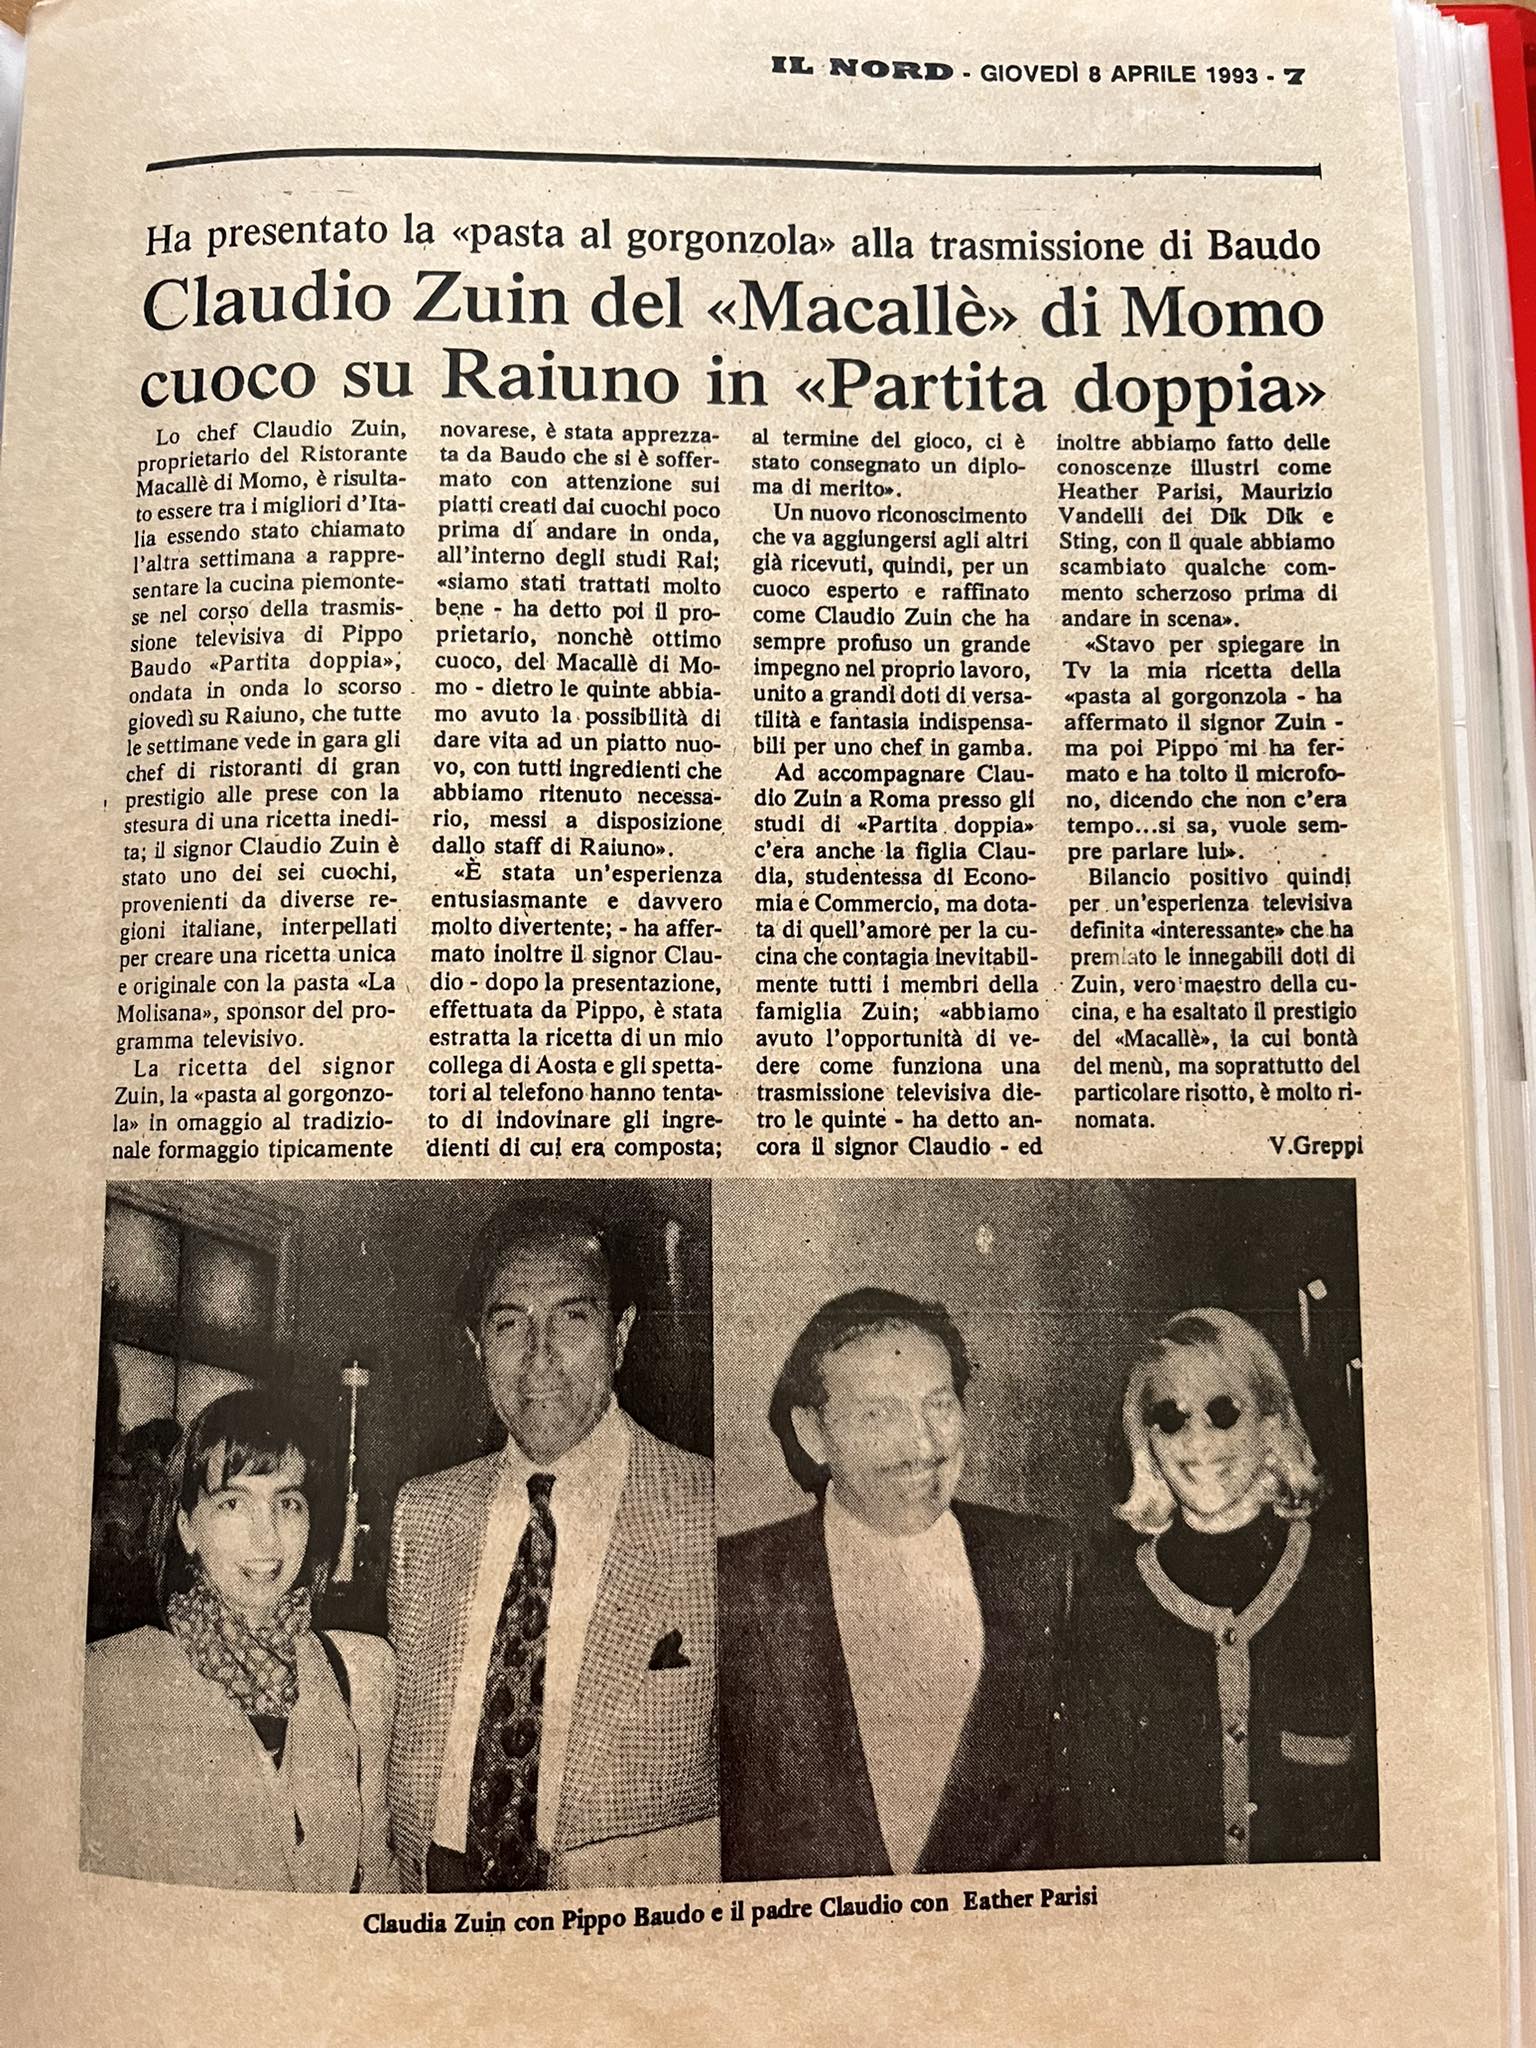 IL NORD - GIOVEDÌ 8 APRILE 1993 - 7
Ha presentato la «pasta al gorgonzola» alla trasmissione di Baudo
Claudio Zuin del «Macallè» di Momo
cuoco su Raiuno in «Partita doppia»
Lo chef Claudio Zuin,
proprietario del Ristorante
Macallè di Momo, è risulta-
to essere tra i migliori d'Ita-
lia essendo stato chiamato
l'altra settimana a rappre-
sentare la cucina piemonte-
se nel corso della trasmis-
sione televisiva di Pippo
Baudo «Partita doppia»,
ondata in onda lo scorso
giovedì su Raiuno, che tutte
le settimane vede in gara gli
chef di ristoranti di gran
prestigio alle prese con la
stesura di una ricetta inedi-
ta; il signor Claudio Zuin è
stato uno dei sei cuochi,
provenienti da diverse re-
gioni italiane, interpellati
per creare una ricetta unica
e originale con la pasta «La
Molisana», sponsor del pro-
gramma televisivo.
La ricetta del signor
Zuin, la «pasta al gorgonzo-
la» in omaggio al tradizio-
nale formaggio tipicamente
novarese, è stata apprezza-
ta da Baudo che si è soffer-
mato con attenzione sui
piatti creati dai cuochi poco
prima di andare in onda,
all'interno degli studi Rai;
«siamo stati trattati molto
bene - ha detto poi il pro-
prietario, nonchè ottimo
cuoco, del Macallè di Mo-
mo - dietro le quinte abbia-
mo avuto la possibilità di
dare vita ad un piatto nuo-
vo, con tutti ingredienti che
abbiamo ritenuto necessa-
rio, messi a disposizione
dallo staff di Raiuno».
«È stata un'esperienza
entusiasmante e davvero
molto divertente; - ha affer-
mato inoltre il signor Clau-
dio - dopo la presentazione,
effettuata da Pippo, è stata
estratta la ricetta di un mio
collega di Aosta e gli spetta-
tori al telefono hanno tenta-
to di indovinare gli ingre-
dienti di cui era composta;
al termine del gioco, ci è
stato consegnato un diplo-
ma di merito».
Un nuovo riconoscimento
che va aggiungersi agli altri
già ricevuti, quindi, per un
cuoco esperto e raffinato
come Claudio Zuin che ha
sempre profuso un grande
impegno nel proprio lavoro,
unito a grandi doti di versa-
tilità e fantasia indispensa-
bili per uno chef in gamba.
Ad accompagnare Clau-
dio Zuin a Roma presso gli
studi di «Partita doppia»
c'era anche la figlia Clau-
dia, studentessa di Econo-
mia e Commercio, ma dota-
ta di quell'amore per la cu-
cina che contagia inevitabil-
mente tutti i membri della
famiglia Zuin; «abbiamo
avuto l'opportunità di ve-
dere come funziona una
trasmissione televisiva die-
tro le quinte - ha detto an-
cora il signor Claudio - ed
inoltre abbiamo fatto delle
conoscenze illustri come
Heather Parisi, Maurizio
Vandelli dei Dik Dik e
Sting, con il quale abbiamo
scambiato qualche com-
mento scherzoso prima di
andare in scena».
«Stavo per spiegare in
Tv la mia ricetta della
«pasta al gorgonzola - ha
affermato il signor Zuin -
ma poi Pippo mi ha fer-
mato e ha tolto il microfo-
no, dicendo che non c'era
tempo...si sa, vuole sem-
pre parlare lui».
Bilancio positivo quindi
per un'esperienza televisiva
definita «interessante» che ha
premiato le innegabili doti di
Zuin, vero maestro della cu-
cina, e ha esaltato il prestigio
del «Macallè», la cui bontà
del menù, ma soprattutto del
particolare risotto, è molto ri-
nomata.
V.Greppi
Claudia Zuin con Pippo Baudo e il padre Claudio con Eather Parisi